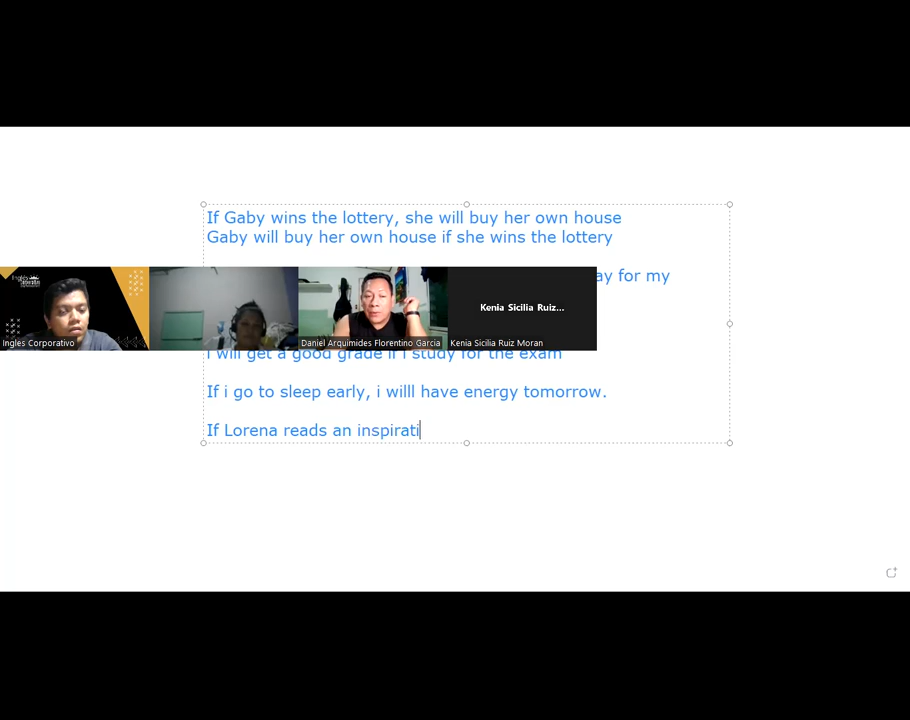 If Gaby wins the lottery, she will buy her own house
Gaby will buy her own house if she wins the lottery
ay for my
Inglés
Corporativo
Kenia Sicilia Ruiz...
Ingles Corporativo
Daniel Arquimides Florentino Garcia
Kenia Sicilia Ruiz Moran
I will get a good grade if I study for the exam
If i go to sleep early, i willl have energy tomorrow.
If Lorena reads an inspirati